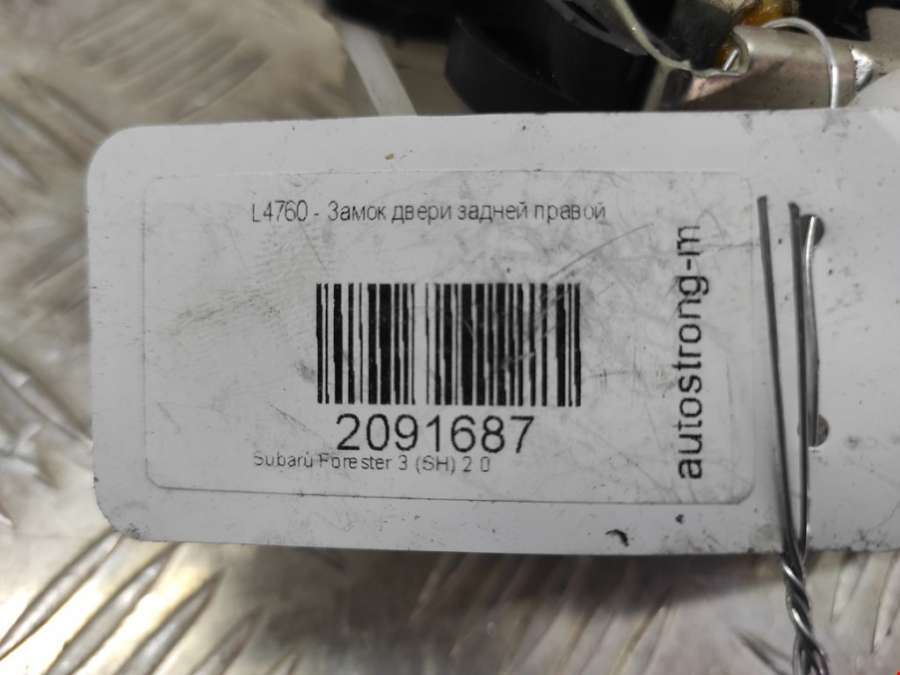 L4760 - Замок двери задней правой
2091687
Subaru Forester 3 (SH) 2.0
autostrong-m